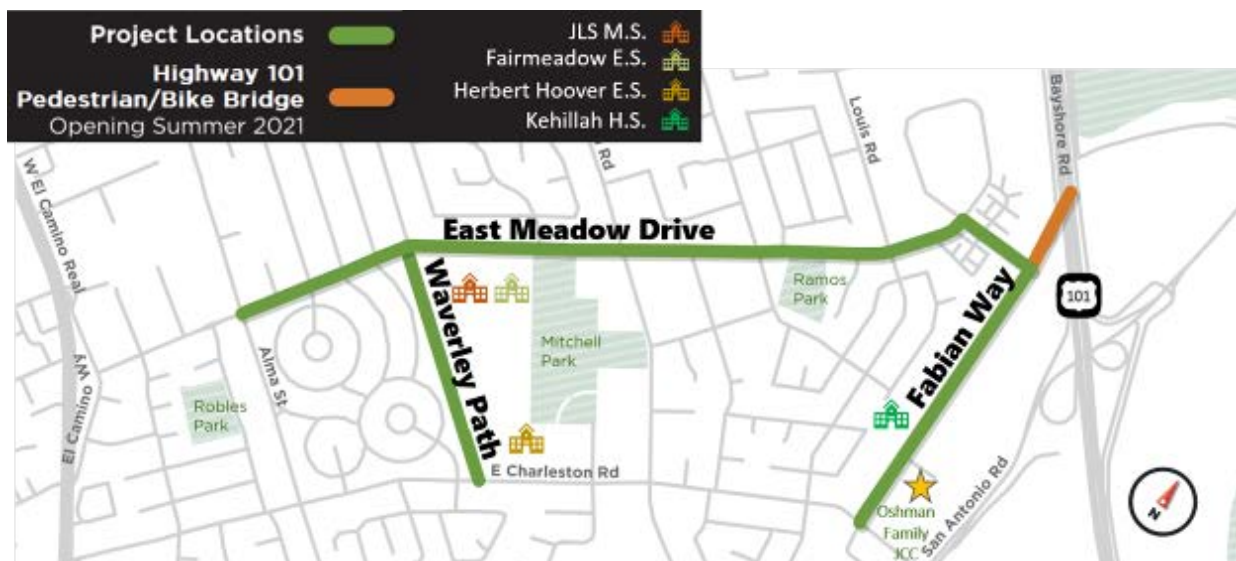 Project Locations
Highway 101
Pedestrian/Bike Bridge
Opening Summer 2021
JLS M.S.
Fairmeadow E.S.
Herbert Hoover E.S.
Kehillah H.S.
W El Camino Real
El Camino Wy
Alma St
Robles
Park
East Meadow Drive
Waverley Path
Mitchell
Park
E Charleston Rd
Rd
Louis Rd
Ramos
Park
Fabian Way
Bayshore Rd
101
Oshman
Family
JCC
San Antonio Rd
N